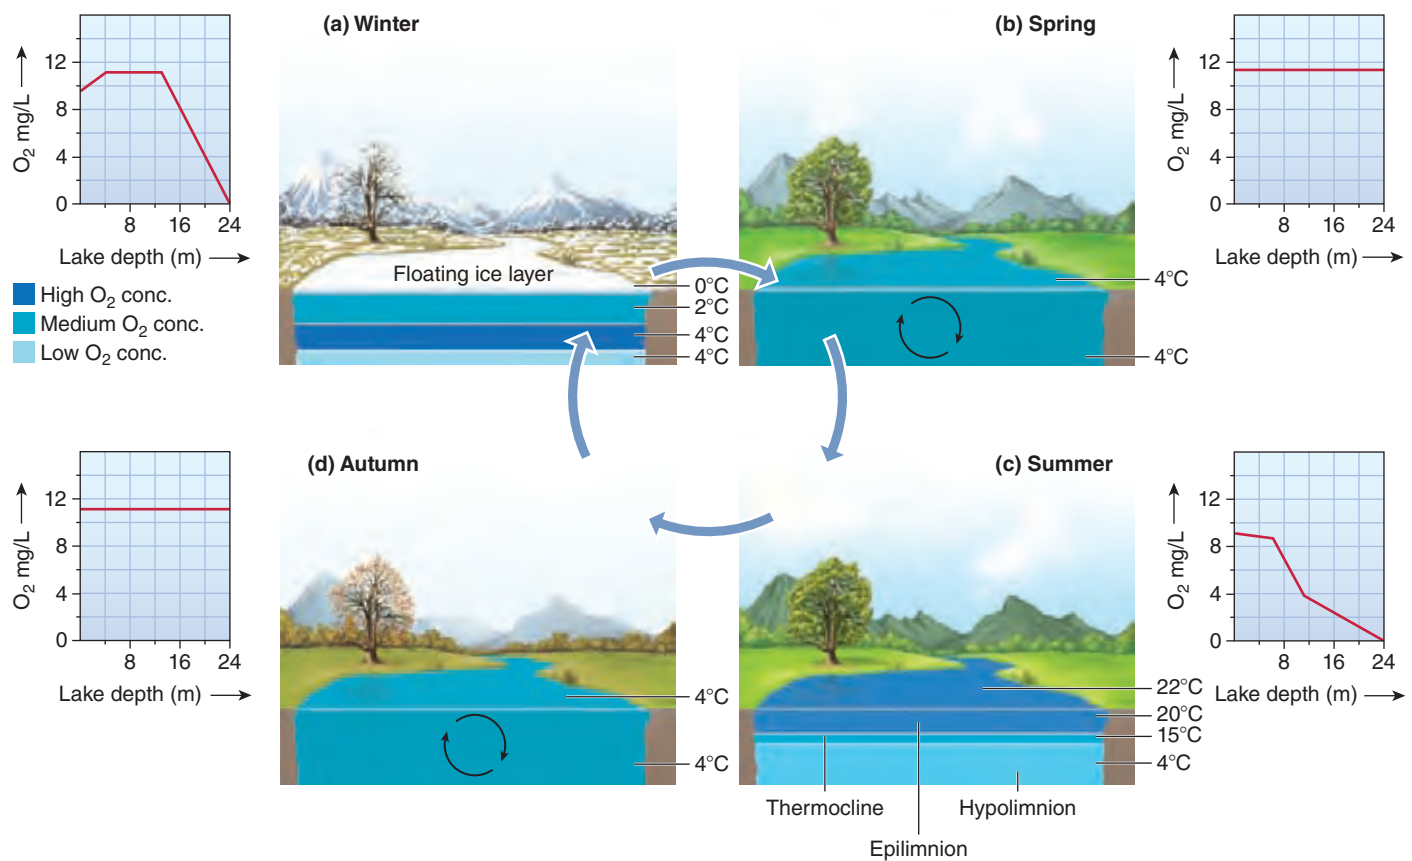 (a) Winter
O2 mg/L
12
8
4
0
8 16 24
Lake depth (m)
High O2 conc.
Medium O2 conc.
Low O2 conc.
Floating ice layer
0°C
2°C
4°C
4°C
(b) Spring
4°C
4°C
O2 mg/L
12
8
4
0
8 16 24
Lake depth (m)
O2 mg/L
12
8
4
0
8 16 24
Lake depth (m)
(d) Autumn
4°C
4°C
(c) Summer
22°C
20°C
15°C
4°C
Thermocline
Hypolimnion
Epilimnion
O2 mg/L
12
8
4
0
8 16 24
Lake depth (m)